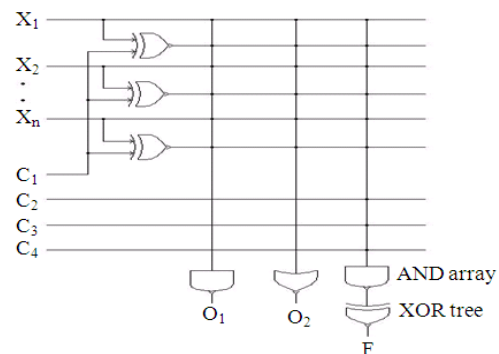 X1
X2
Xn
C1
C2
C3
C4
AND array
O1
O2
XOR tree
F